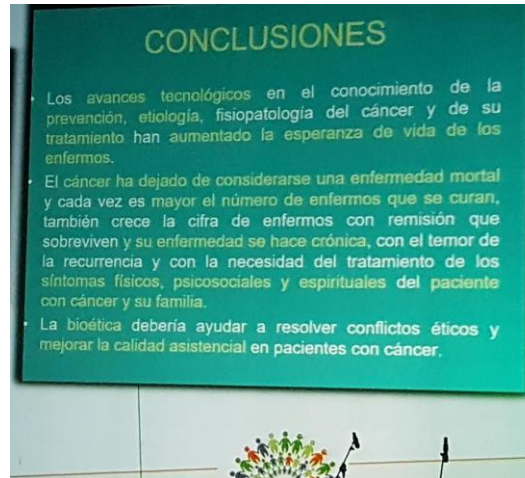 CONCLUSIONES
• Los avances tecnológicos en el conocimiento de la
prevención, etiología, fisiopatología del cáncer y de su
tratamiento han aumentado la esperanza de vida de los
enfermos.
• El cáncer ha dejado de considerarse una enfermedad mortal
y cada vez es mayor el número de enfermos que se curan,
también crece la cifra de enfermos con remisión que
sobreviven y su enfermedad se hace crónica, con el temor de
la recurrencia y con la necesidad del tratamiento de los
síntomas físicos, psicosociales y espirituales del paciente
con cáncer y su familia.
• La bioética debería ayudar a resolver conflictos éticos y
mejorar la calidad asistencial en pacientes con cáncer.